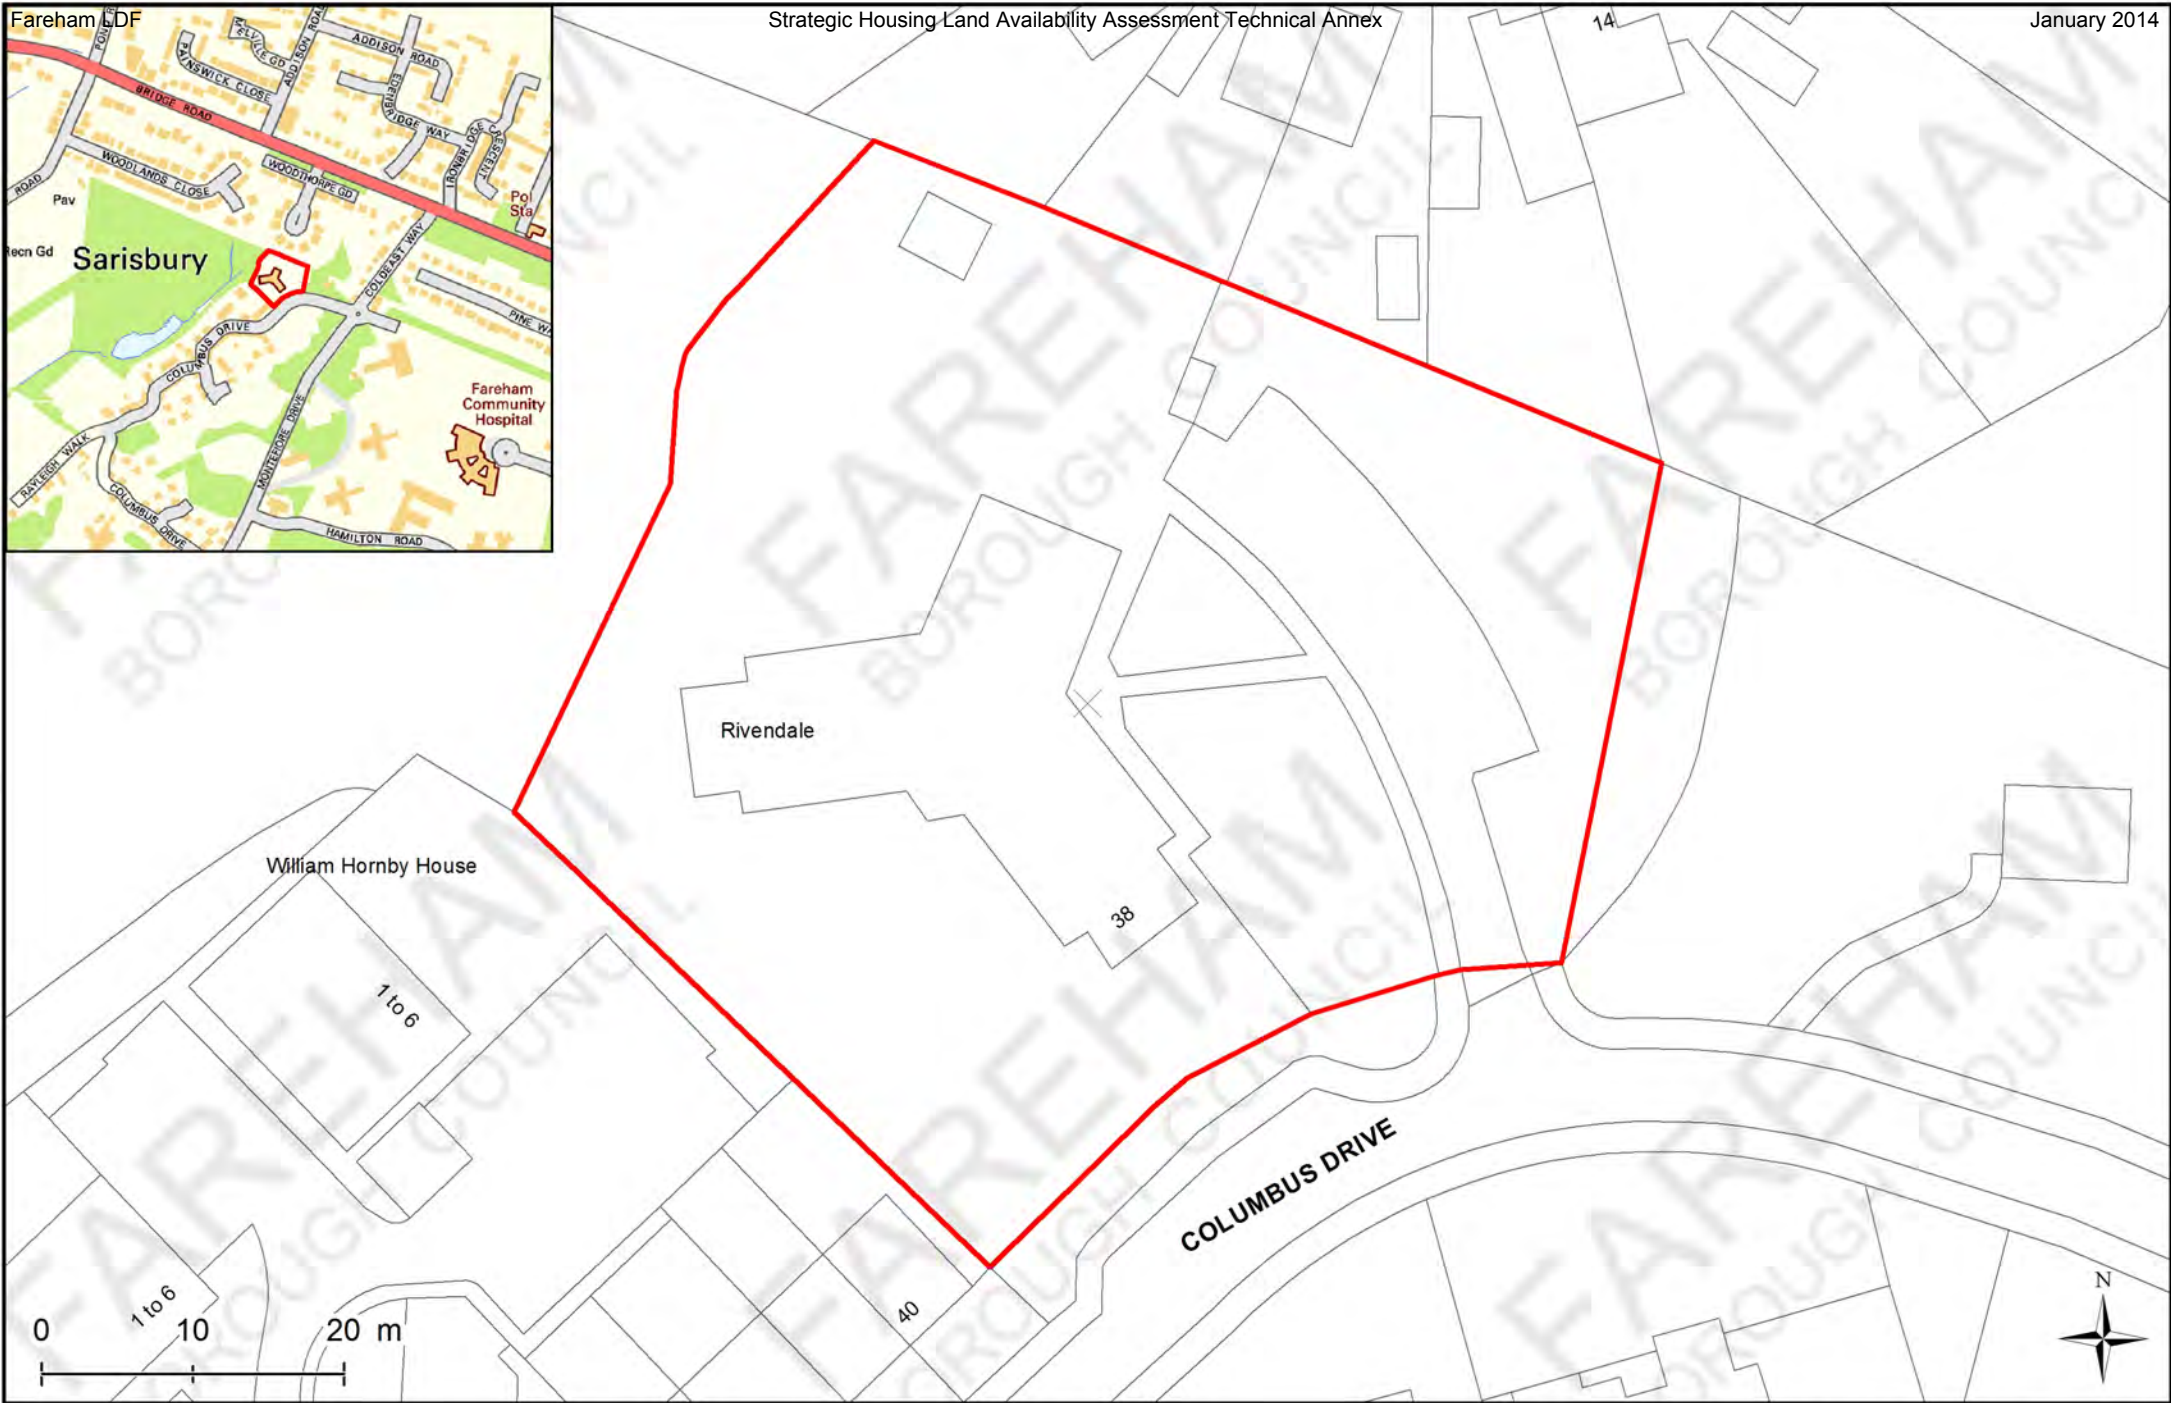 Fareham LDF
Strategic Housing Land Availability Assessment Technical Annex
January 2014
ADDISON ROAD
ADDISON ROAD
PAINSWICK CLOSE
EDENBRIDGE WAY
BRIDGE ROAD
IRONBRIDGE CRESCENT
WOODLANDS CLOSE
WOODTHORPE GD
ROAD
Pav
Pol
Sta
Recn Gd
Sarisbury
COLDEAST WAY
COLUMBUS DRIVE
Fareham
Community
Hospital
MONTEFIORE DRIVE
RAYLEIGH WALK
COLUMBUS DRIVE
HAMILTON ROAD
14
Rivendale
38
William Hornby House
1 to 6
1 to 6
40
COLUMBUS DRIVE
N
0 10 20 m
FAREHAM
BOROUGH COUNCIL